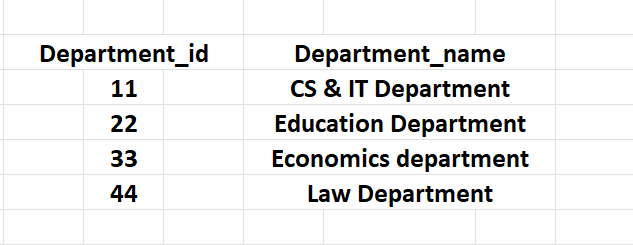 Department_id Department_name
11 CS & IT Department
22 Education Department
33 Economics department
44 Law Department